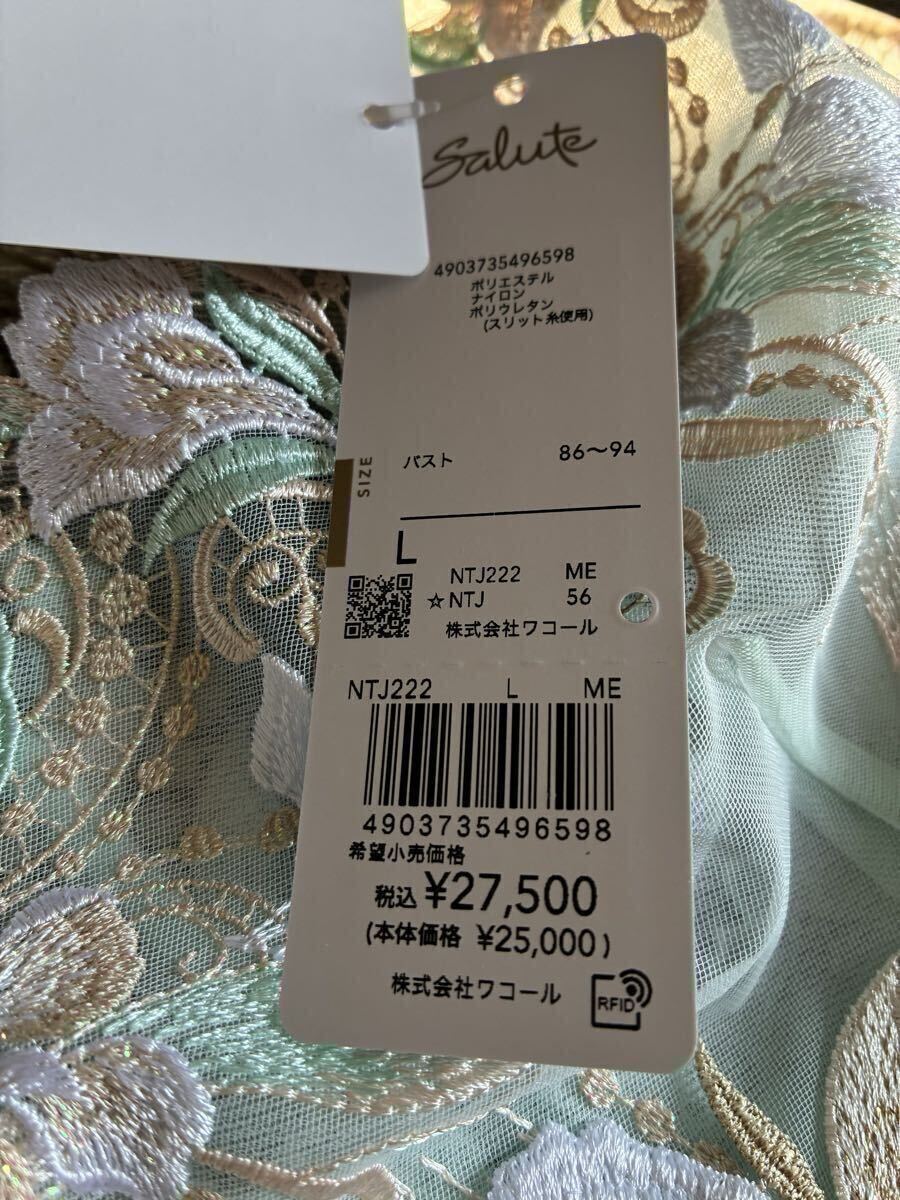 Salute
4903735496598
ポリエステル
ナイロン
ポリウレタン
(スリット糸使用)
SIZE
バスト 86～94
L
NTJ222 ME
☆NTJ 56
株式会社ワコール
NTJ222 L ME
4903735496598
希望小売価格
税込 ¥27,500
(本体価格 ¥25,000)
株式会社ワコール
RFID